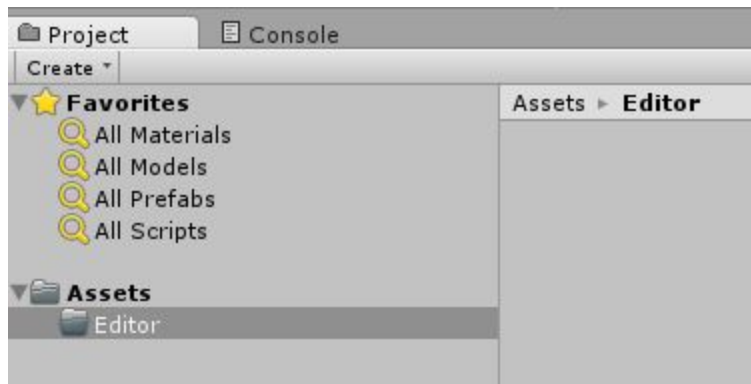 Project
Console
Create
Favorites
Assets ▸ Editor
All Materials
All Models
All Prefabs
All Scripts
Assets
Editor